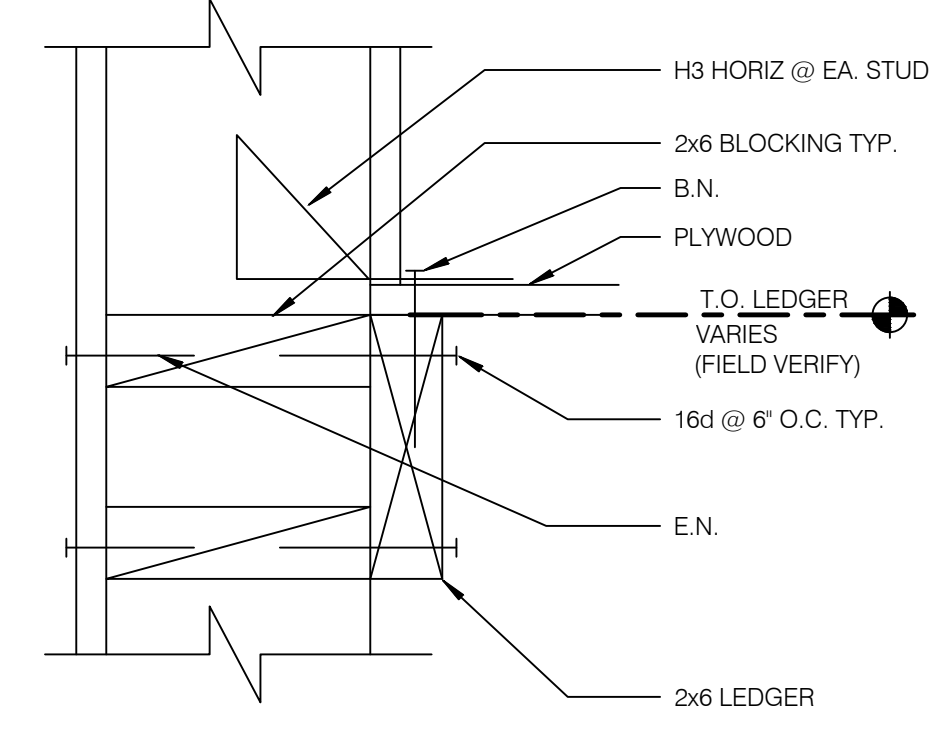 H3 HORIZ @ EA. STUD
2x6 BLOCKING TYP.
B.N.
PLYWOOD
T.O. LEDGER
VARIES
(FIELD VERIFY)
16d @ 6" O.C. TYP.
E.N.
2x6 LEDGER